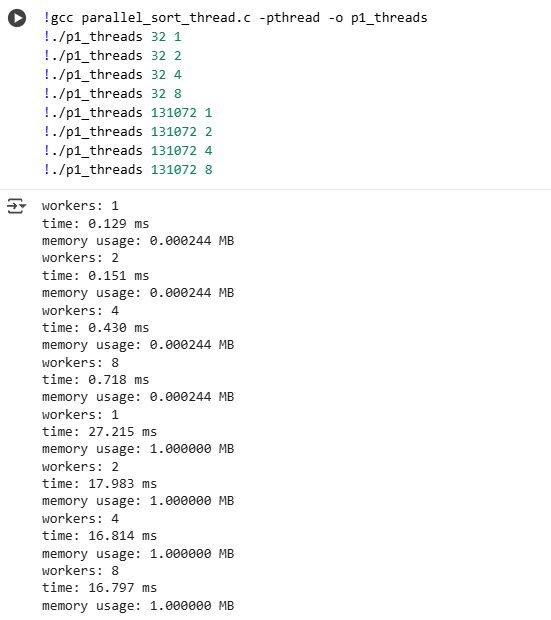 !gcc parallel_sort_thread.c -pthread -o p1_threads
!./p1_threads 32 1
!./p1_threads 32 2
!./p1_threads 32 4
!./p1_threads 32 8
!./p1_threads 131072 1
!./p1_threads 131072 2
!./p1_threads 131072 4
!./p1_threads 131072 8
workers: 1
time: 0.129 ms
memory usage: 0.000244 MB
workers: 2
time: 0.151 ms
memory usage: 0.000244 MB
workers: 4
time: 0.430 ms
memory usage: 0.000244 MB
workers: 8
time: 0.718 ms
memory usage: 0.000244 MB
workers: 1
time: 27.215 ms
memory usage: 1.000000 MB
workers: 2
time: 17.983 ms
memory usage: 1.000000 MB
workers: 4
time: 16.814 ms
memory usage: 1.000000 MB
workers: 8
time: 16.797 ms
memory usage: 1.000000 MB